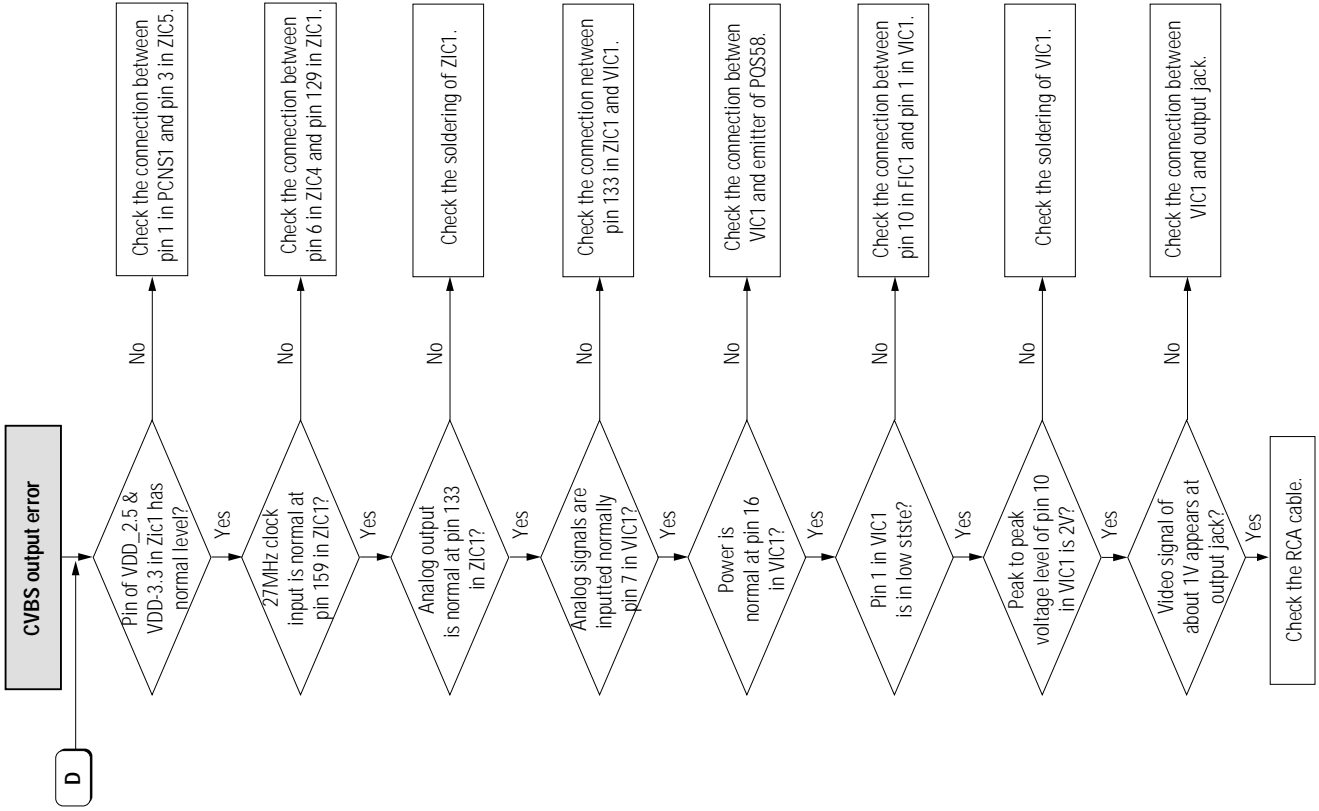 CVBS output error
D
Pin of VDD_2.5 &
VDD-3.3 in Zic1 has
normal level?
No
Check the connection between
pin 1 in PCNS1 and pin 3 in ZIC5.
Yes
27MHz clock
input is normal at
pin 159 in ZIC1?
No
Check the connection between
pin 6 in ZIC4 and pin 129 in ZIC1.
Yes
Analog output
is normal at pin 133
in ZIC1?
No
Check the soldering of ZIC1.
Yes
Analog signals are
inputted normally
pin 7 in VIC1?
No
Check the connection netween
pin 133 in ZIC1 and VIC1.
Yes
Power is
normal at pin 16
in VIC1?
No
Check the connection between
VIC1 and emitter of PQS58.
Yes
Pin 1 in VIC1
is in low stste?
No
Check the connection between
pin 10 in FIC1 and pin 1 in VIC1.
Yes
Peak to peak
voltage level of pin 10
in VIC1 is 2V?
No
Check the soldering of VIC1.
Yes
Video signal of
about 1V appears at
output jack?
No
Check the connection between
VIC1 and output jack.
Yes
Check the RCA cable.